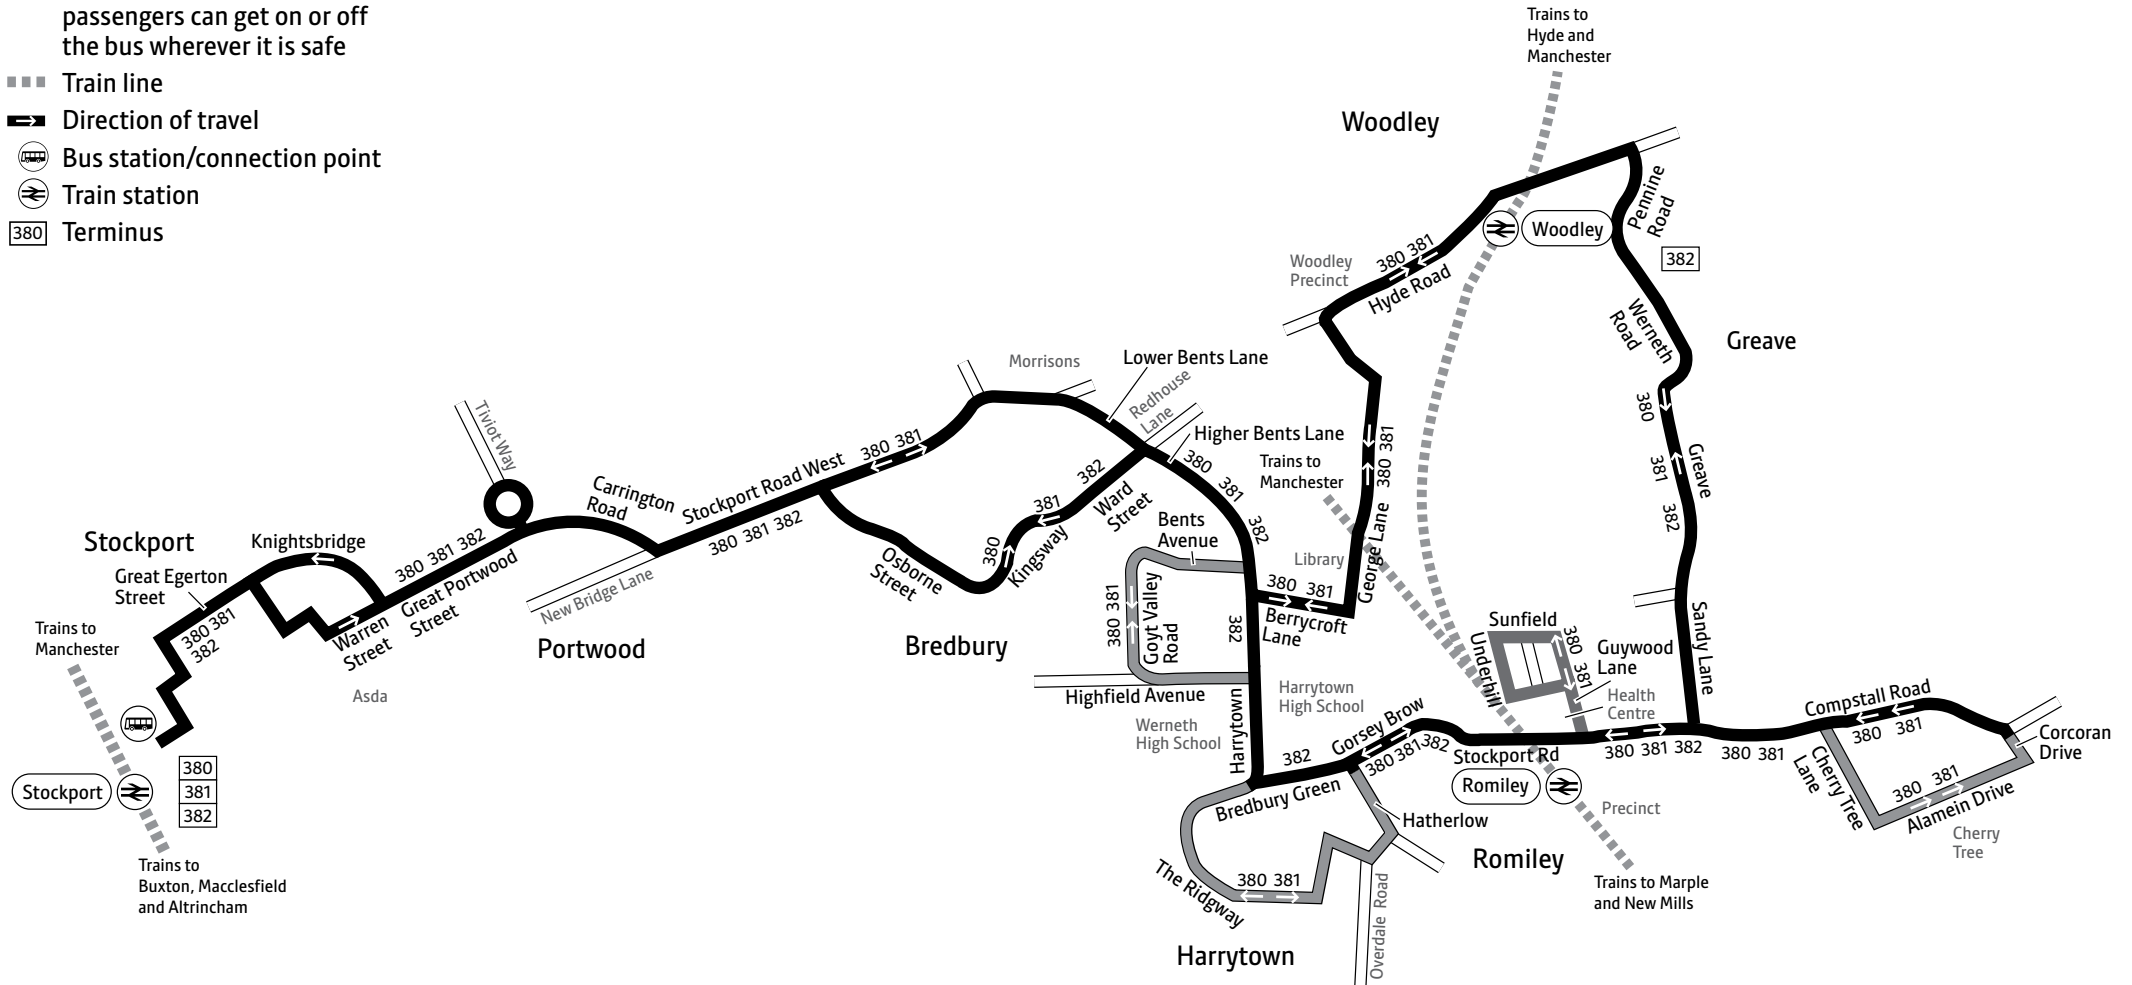 passengers can get on or off
the bus wherever it is safe
Train line
Direction of travel
Bus station/connection point
Train station
380 Terminus
Trains to
Hyde and
Manchester
Woodley
Pennine
Road
Woodley
382
Woodley
Precinct
380 381
Hyde Road
Werneth
Road
Greave
Morrisons
Lower Bents Lane
Redhouse
Lane
Higher Bents Lane
Trains to
Manchester
380 381
George Lane
Library
380
381
382
Greave
Sandy Lane
Tiviot Way
Carrington
Road
Stockport Road West
380 381
380 381 382
New Bridge Lane
Portwood
Stockport
Knightsbridge
Great Egerton
Street
380 381
382
380 381 382
Great Portwood
Street
Warren
Street
Asda
Trains to
Manchester
Stockport
380
381
382
Trains to
Buxton, Macclesfield
and Altrincham
Osborne
Street
380
Kingsway
381
382
Ward
Street
Bredbury
380
381
382
Bents
Avenue
380 381
Goyt Valley
Road
382
380 381
Berrycroft
Lane
Highfield Avenue
Werneth
High School
Harrytown
High School
Harrytown
382
Bredbury Green
Gorsey Brow
380 381 382
Hatherlow
380 381
The Ridgway
Harrytown
Overdale Road
Sunfield
Underhill
380 381
Guywood
Lane
Health
Centre
Stockport Rd
Romiley
Precinct
Romiley
Trains to Marple
and New Mills
380 381 382
380 381
Compstall Road
380 381
Corcoran
Drive
Cherry Tree
Lane
380 381
Alamein Drive
Cherry
Tree